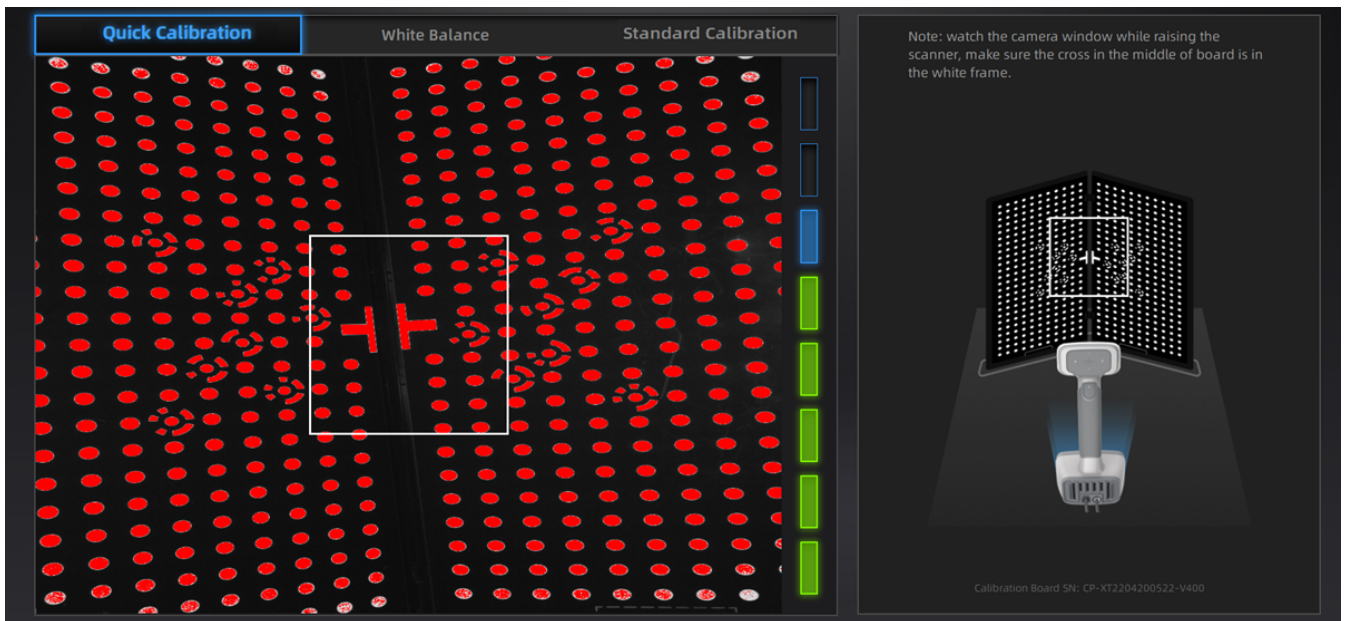 Quick Calibration
White Balance
Standard Calibration
Note: watch the camera window while raising the
scanner, make sure the cross in the middle of board is in
the white frame.
Calibration Board SN: CP-XT2204200522-V400